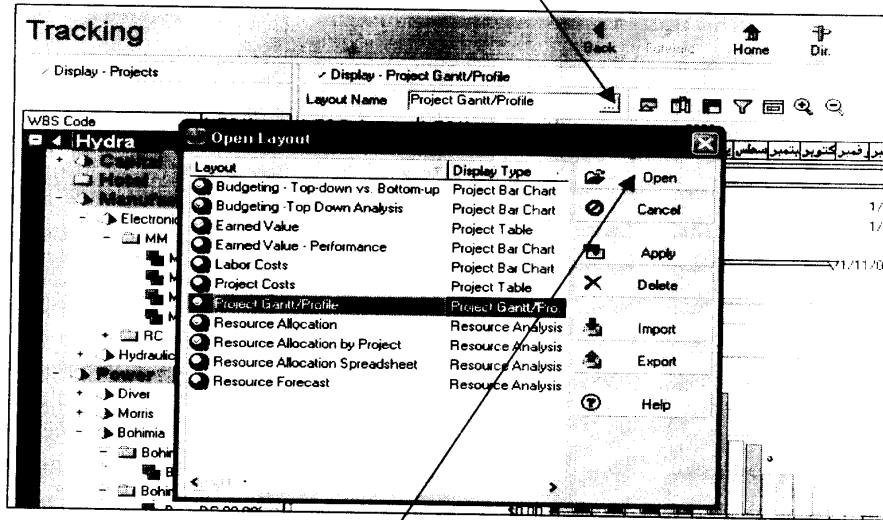 Tracking
Back
Home
Dir.
Display - Projects
Display - Project Gantt/Profile
Layout Name
Project Gantt/Profile
WBS Code
Hydra
Capital
Hotel
Electronic
MM
RC
Hydraulic
Power
Diver
Morris
Bohimia
Open Layout
Layout
Display Type
Budgeting - Top-down vs. Bottom-up
Project Bar Chart
Budgeting -Top Down Analysis
Project Bar Chart
Earned Value
Project Table
Earned Value - Performance
Project Bar Chart
Labor Costs
Project Bar Chart
Project Costs
Project Table
Project Gantt/Profile
Project Gantt/Pro.
Resource Allocation
Resource Analysis
Resource Allocation by Project
Resource Analysis
Resource Allocation Spreadsheet
Resource Analysis
Resource Forecast
Resource Analysis
Open
Cancel
Apply
Delete
Import
Export
Help